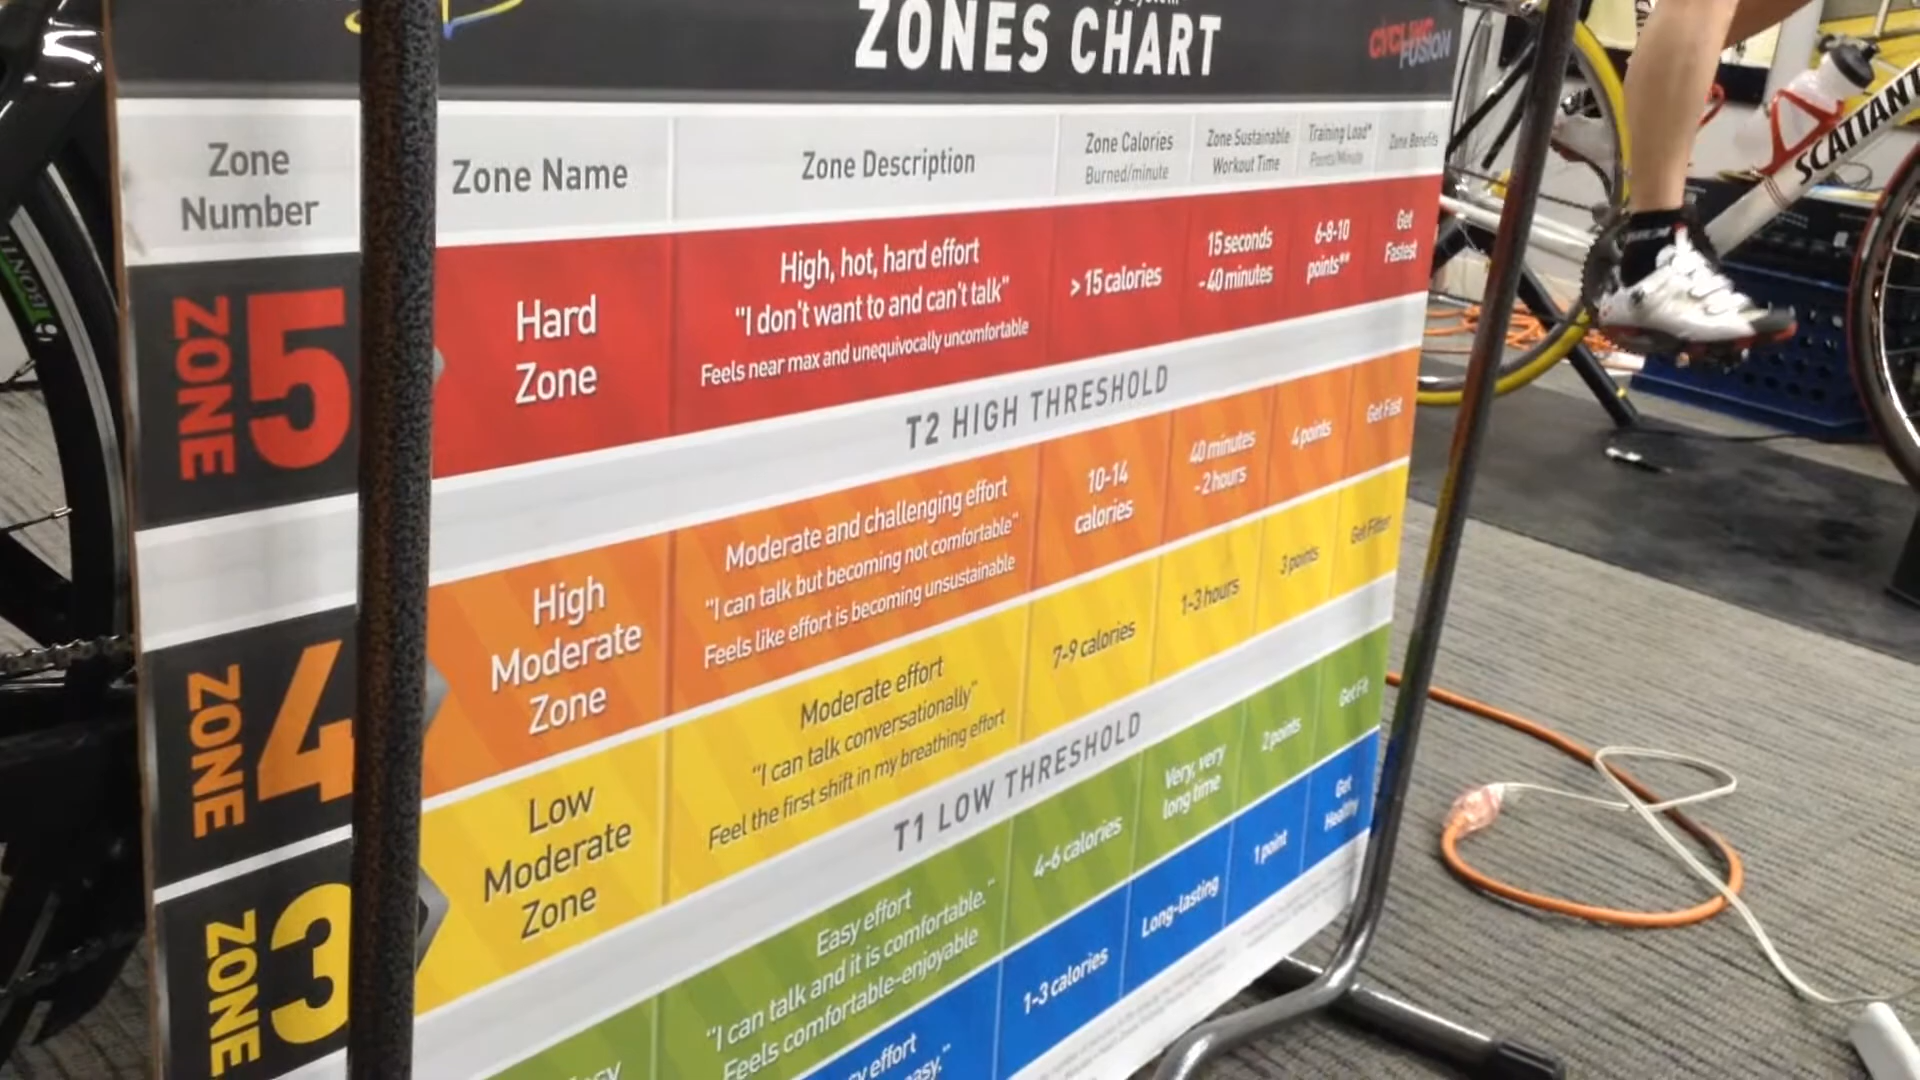 ZONES CHART
CYCLING
FUSION
Zone
Number
Zone Name
Zone Description
Zone Calories
Burned/minute
Zone Sustainable
Workout Time
Training Load*
Points/Minute
Zone Benefits
ZONE 5
Hard
Zone
High, hot, hard effort
"I don't want to and can't talk"
Feels near max and unequivocally uncomfortable
> 15 calories
15 seconds
- 40 minutes
6-8-10
points**
Get
Fastest
T2 HIGH THRESHOLD
ZONE 4
High
Moderate
Zone
Moderate and challenging effort
"I can talk but becoming not comfortable"
Feels like effort is becoming unsustainable
10-14
calories
40 minutes
- 2 hours
4 points
Get Fast
ZONE 3
Low
Moderate
Zone
Moderate effort
"I can talk conversationally"
Feel the first shift in my breathing effort
7-9 calories
1-3 hours
3 points
Get Fitter
T1 LOW THRESHOLD
Easy effort
"I can talk and it is comfortable."
Feels comfortable-enjoyable
4-6 calories
Very, very
long time
2 points
Get Fit
effort
1-3 calories
Long-lasting
1 point
Get
Healthy
SCATTANT
BONT